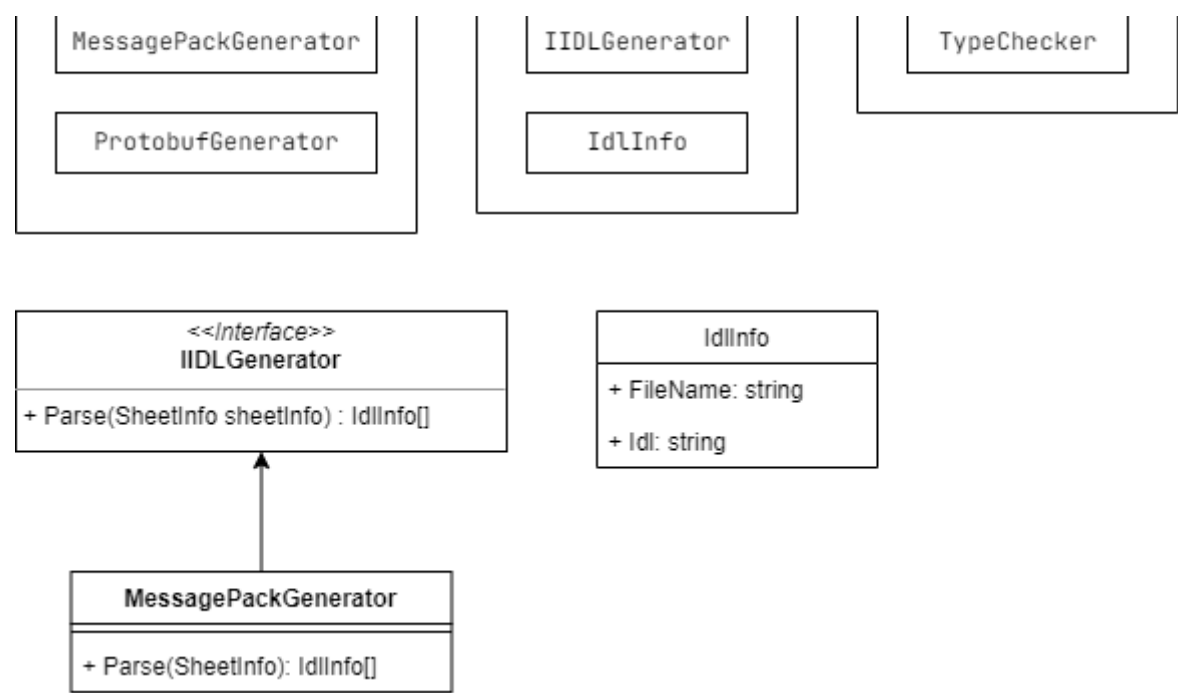 MessagePackGenerator
IIDLGenerator
TypeChecker
ProtobufGenerator
IdlInfo
<<Interface>>
IIDLGenerator
+ Parse(SheetInfo sheetInfo) : IdlInfo[]
IdlInfo
+ FileName: string
+ Idl: string
MessagePackGenerator
+ Parse(SheetInfo): IdlInfo[]